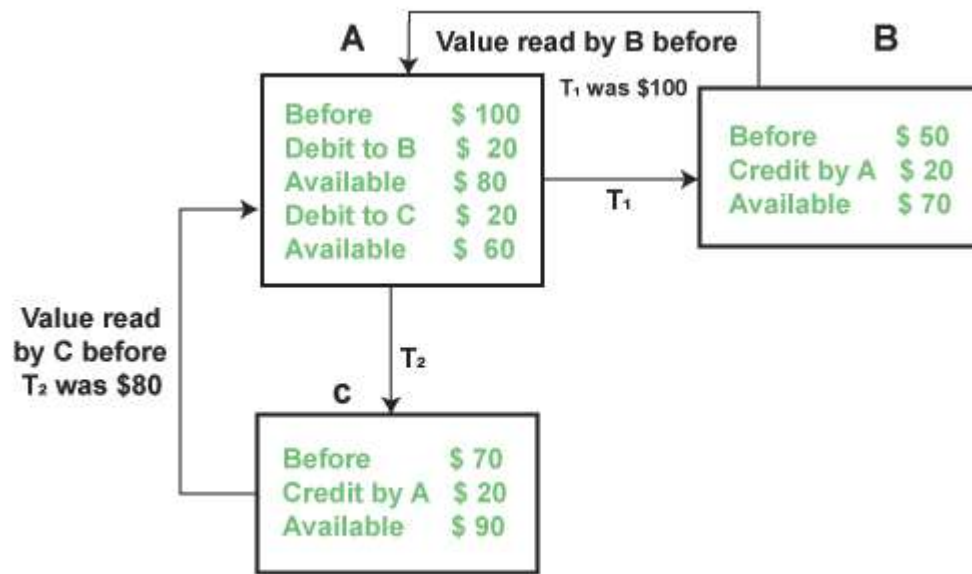 A
Value read by B before
T₁ was $100
B
Before $ 100
Debit to B $ 20
Available $ 80
Debit to C $ 20
Available $ 60
T₁
Before $ 50
Credit by A $ 20
Available $ 70
Value read
by C before
T₂ was $80
T₂
c
Before $ 70
Credit by A $ 20
Available $ 90